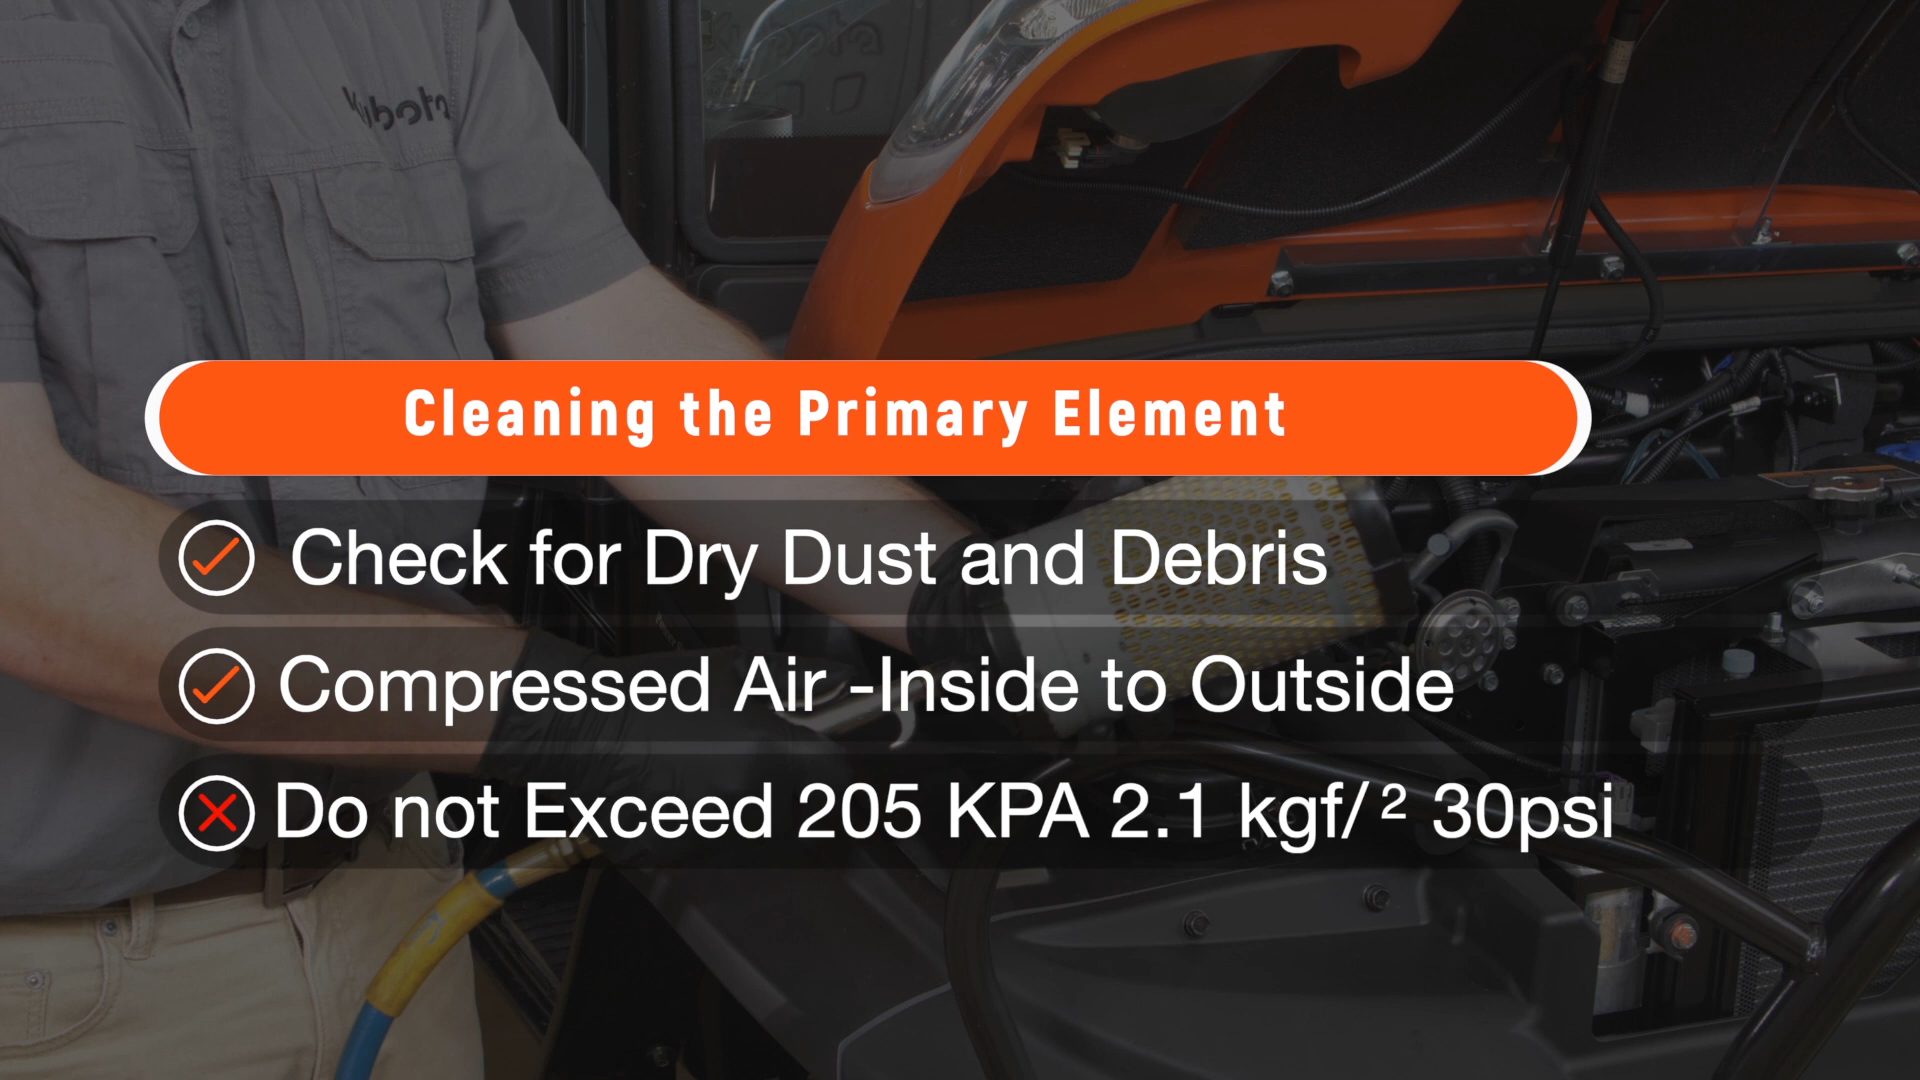 Kubota
Cleaning the Primary Element
Check for Dry Dust and Debris
Compressed Air -Inside to Outside
Do not Exceed 205 KPA 2.1 kgf/² 30psi